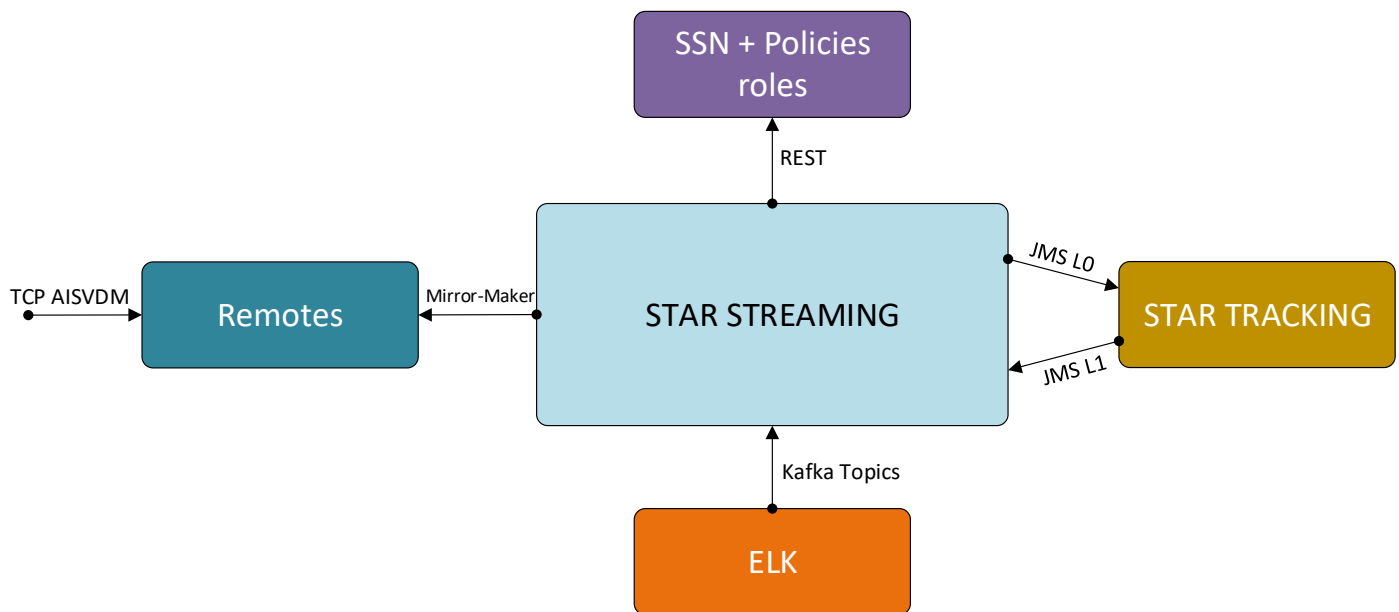 SSN + Policies
roles
REST
JMS L0
TCP AISVDM
Remotes
Mirror-Maker
STAR STREAMING
STAR TRACKING
JMS L1
Kafka Topics
ELK